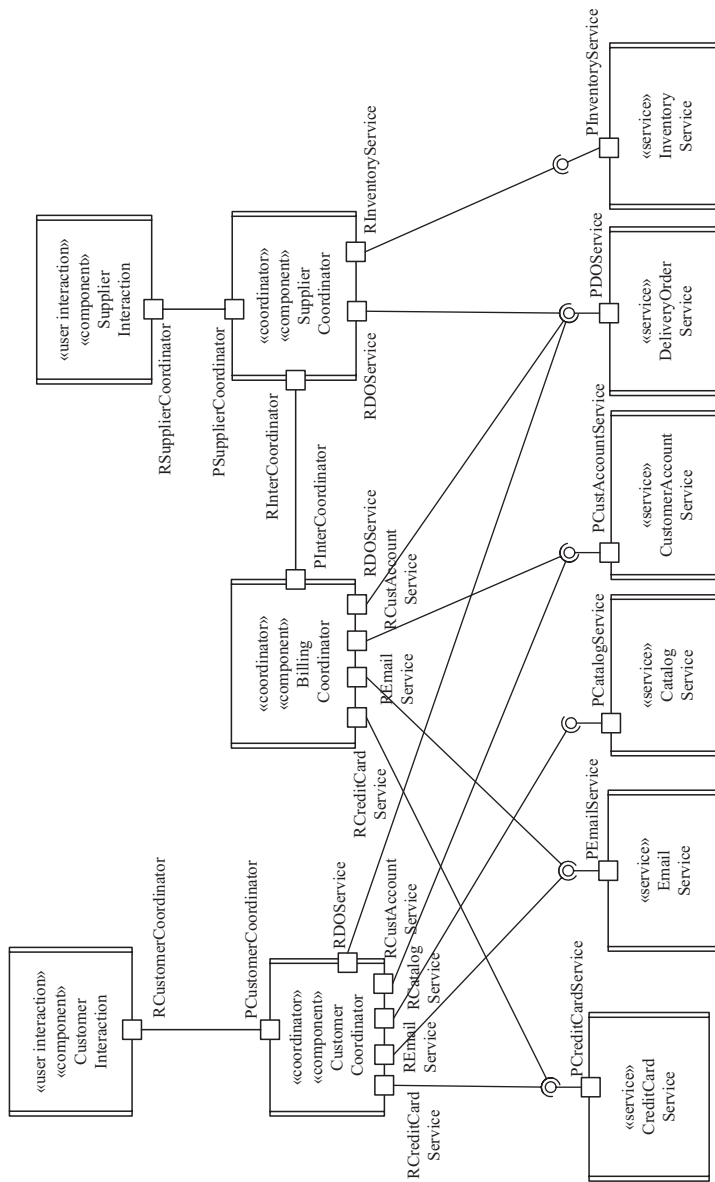 «user interaction»
«component»
Customer
Interaction
RCustomerCoordinator
PCustomerCoordinator
«coordinator»
«component»
Customer
Coordinator
RDOService
RCustAccount
Service
RCatalog
Service
REmail
Service
RCreditCard
Service
«coordinator»
«component»
Billing
Coordinator
PInterCoordinator
RDOService
RCustAccount
Service
REmail
Service
RCreditCard
Service
«user interaction»
«component»
Supplier
Interaction
RSupplierCoordinator
PSupplierCoordinator
«coordinator»
«component»
Supplier
Coordinator
RInterCoordinator
RDOService
RInventoryService
PCreditCardService
«service»
CreditCard
Service
PEmailService
«service»
Email
Service
PCatalogService
«service»
Catalog
Service
PCustAccountService
«service»
CustomerAccount
Service
PDOService
«service»
DeliveryOrder
Service
PInventoryService
«service»
Inventory
Service